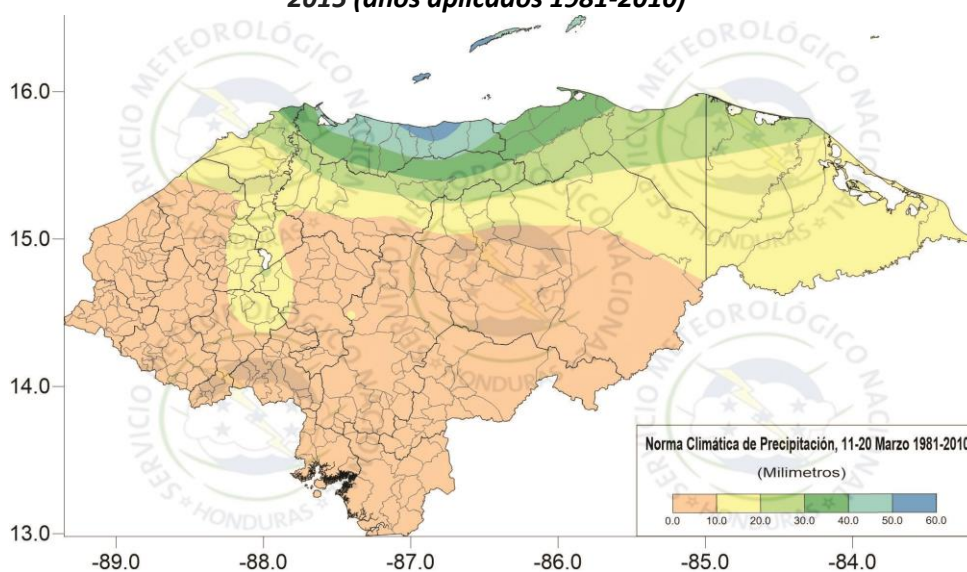 2015 (años aplicados 1981-2010)
16.0
15.0
14.0
13.0
-89.0 -88.0 -87.0 -86.0 -85.0 -84.0
Norma Climática de Precipitación, 11-20 Marzo 1981-2010
(Milimetros)
0.0 10.0 20.0 30.0 40.0 50.0 60.0
SERVICIO METEOROLÓGICO NACIONAL
HONDURAS